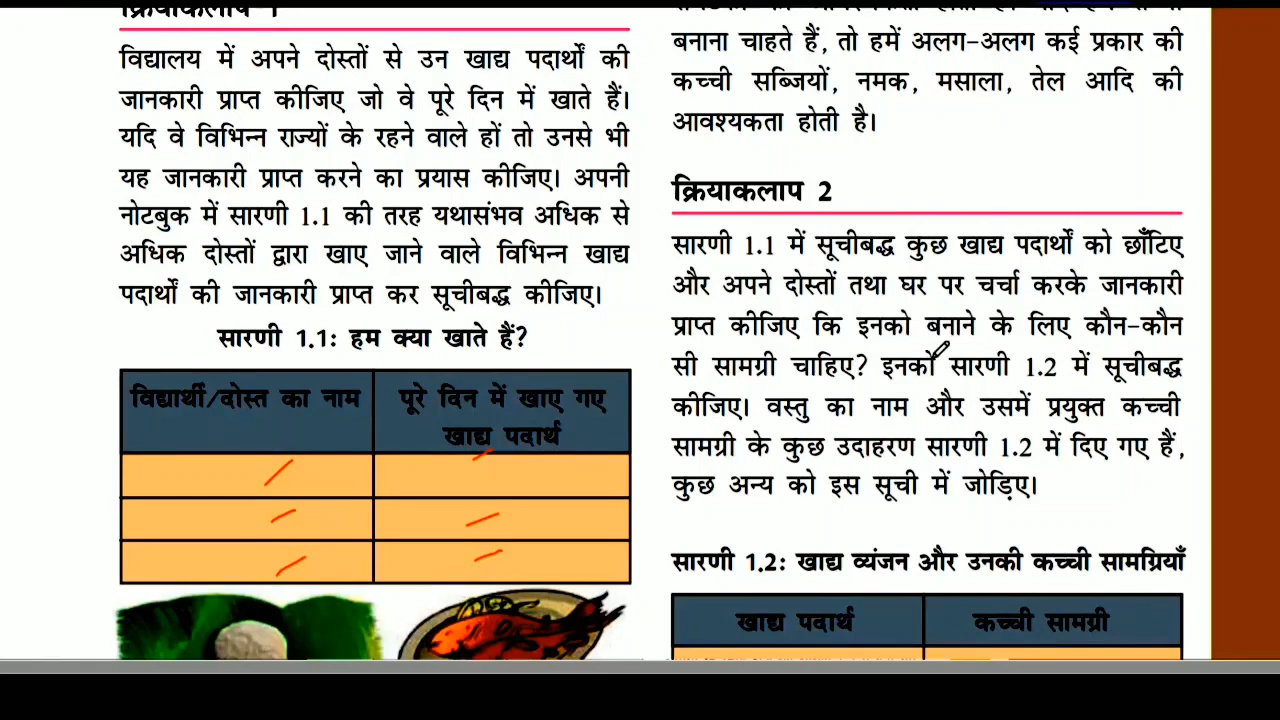 क्रियाकलाप 1
विद्यालय में अपने दोस्तों से उन खाद्य पदार्थों की
जानकारी प्राप्त कीजिए जो वे पूरे दिन में खाते हैं।
यदि वे विभिन्न राज्यों के रहने वाले हों तो उनसे भी
यह जानकारी प्राप्त करने का प्रयास कीजिए। अपनी
नोटबुक में सारणी 1.1 की तरह यथासंभव अधिक से
अधिक दोस्तों द्वारा खाए जाने वाले विभिन्न खाद्य
पदार्थों की जानकारी प्राप्त कर सूचीबद्ध कीजिए।
सारणी 1.1: हम क्या खाते हैं?
विद्यार्थी/दोस्त का नाम
पूरे दिन में खाए गए
खाद्य पदार्थ
बनाना चाहते हैं, तो हमें अलग-अलग कई प्रकार की
कच्ची सब्जियों, नमक, मसाला, तेल आदि की
आवश्यकता होती है।
क्रियाकलाप 2
सारणी 1.1 में सूचीबद्ध कुछ खाद्य पदार्थों को छाँटिए
और अपने दोस्तों तथा घर पर चर्चा करके जानकारी
प्राप्त कीजिए कि इनको बनाने के लिए कौन-कौन
सी सामग्री चाहिए? इनको सारणी 1.2 में सूचीबद्ध
कीजिए। वस्तु का नाम और उसमें प्रयुक्त कच्ची
सामग्री के कुछ उदाहरण सारणी 1.2 में दिए गए हैं,
कुछ अन्य को इस सूची में जोड़िए।
सारणी 1.2: खाद्य व्यंजन और उनकी कच्ची सामग्रियाँ
खाद्य पदार्थ
कच्ची सामग्री